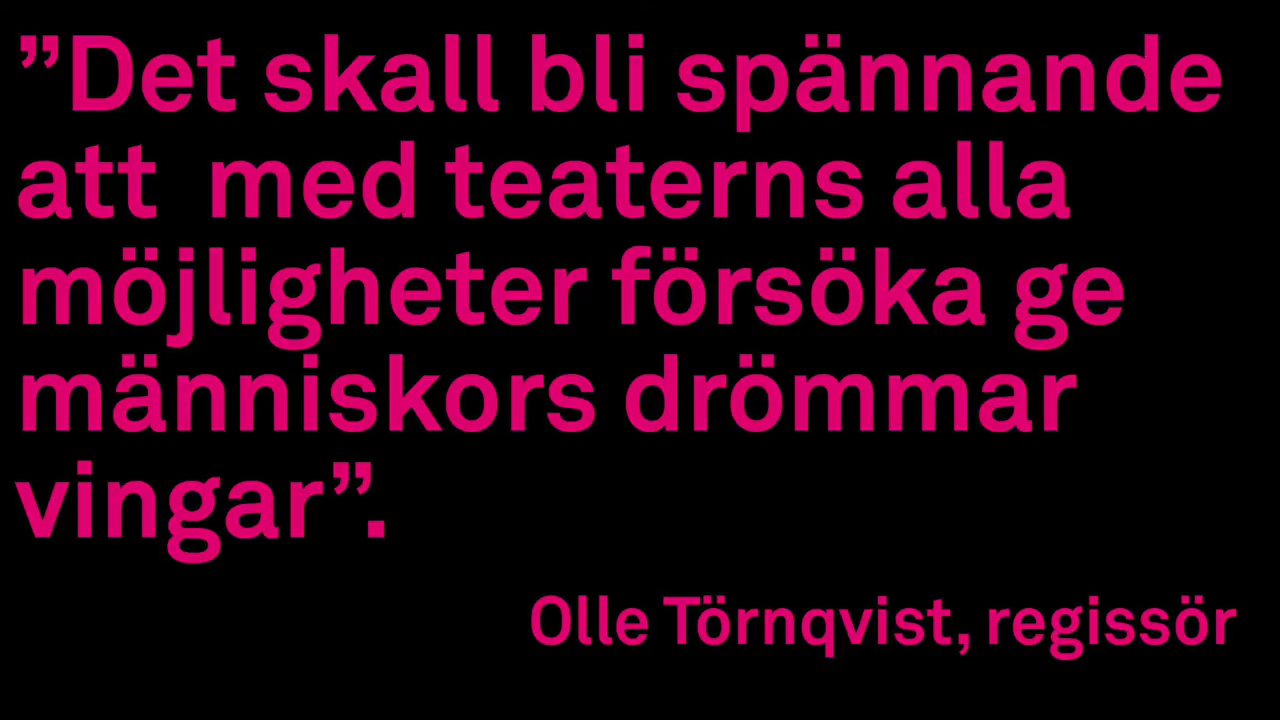 ”Det skall bli spännande
att  med teaterns alla
möjligheter försöka ge
människors drömmar
vingar”.
Olle Törnqvist, regissör